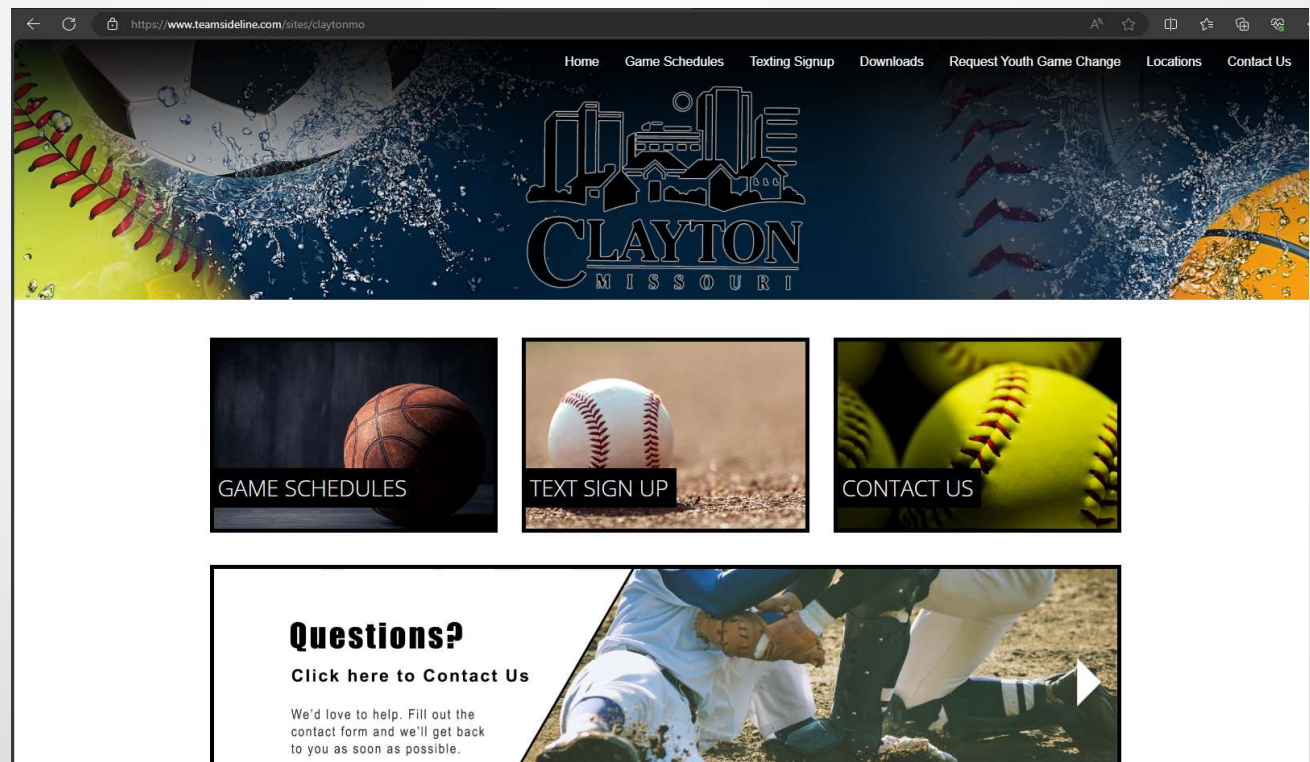 https://www.teamsideline.com/sites/claytonmo
Home Game Schedules Texting Signup Downloads Request Youth Game Change Locations Contact Us
CLAYTON
MISSOURI
GAME SCHEDULES
TEXT SIGN UP
CONTACT US
Questions?
Click here to Contact Us
We'd love to help. Fill out the
contact form and we'll get back
to you as soon as possible.